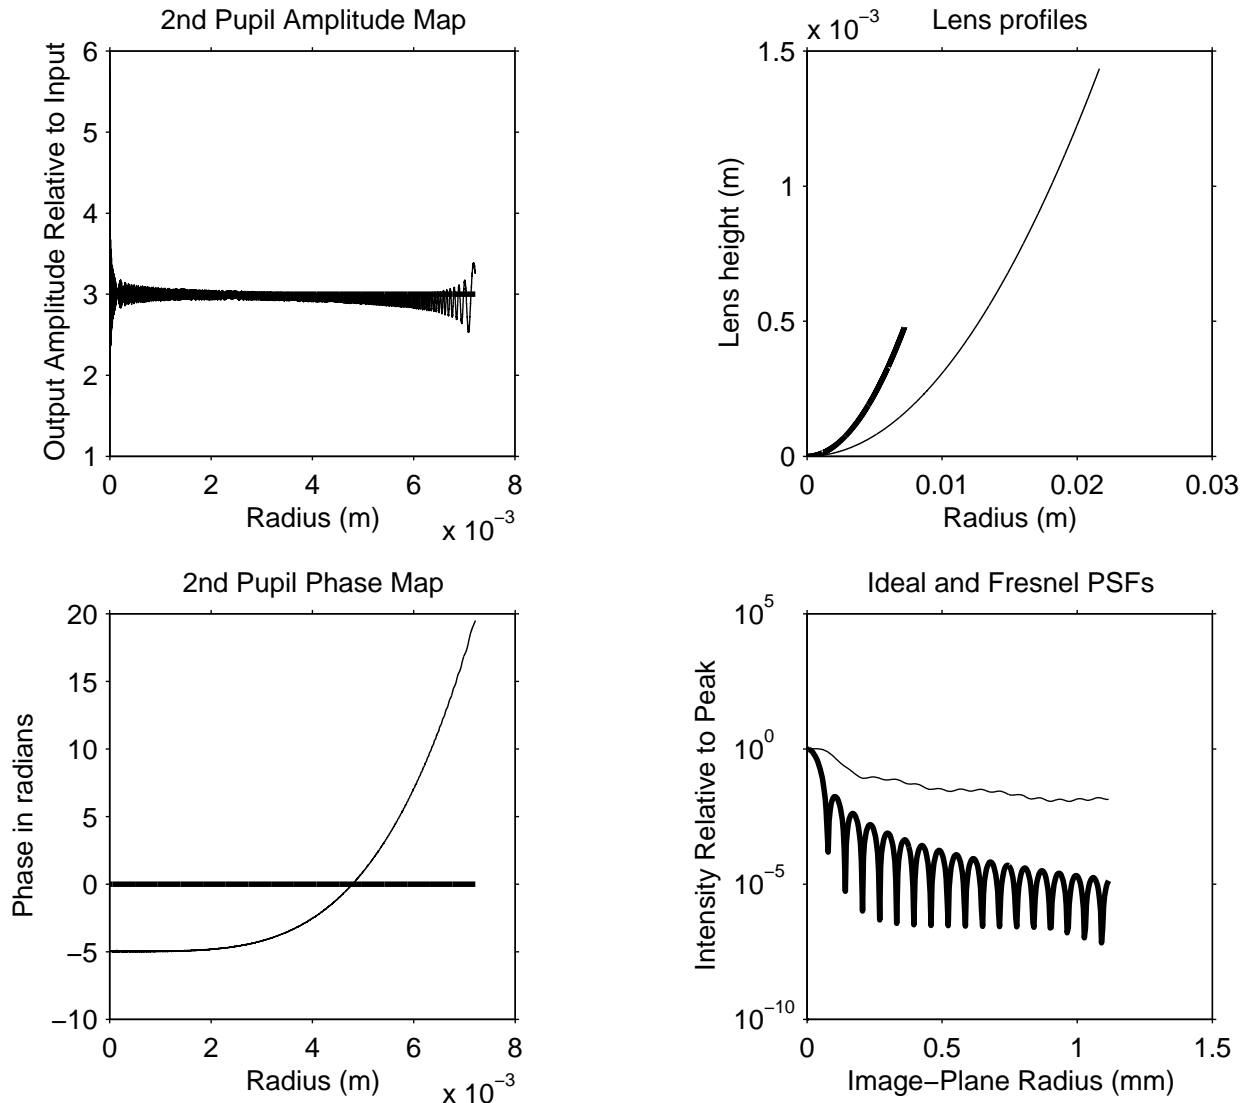 2nd Pupil Amplitude Map
Output Amplitude Relative to Input
6
5
4
3
2
1
0 2 4 6 8
Radius (m)
x 10⁻³
Lens profiles
x 10⁻³
Lens height (m)
1.5
1
0.5
0
0 0.01 0.02 0.03
Radius (m)
2nd Pupil Phase Map
Phase in radians
20
15
10
5
0
−5
−10
0 2 4 6 8
Radius (m)
x 10⁻³
Ideal and Fresnel PSFs
Intensity Relative to Peak
10⁵
10⁰
10⁻⁵
10⁻¹⁰
0 0.5 1 1.5
Image−Plane Radius (mm)